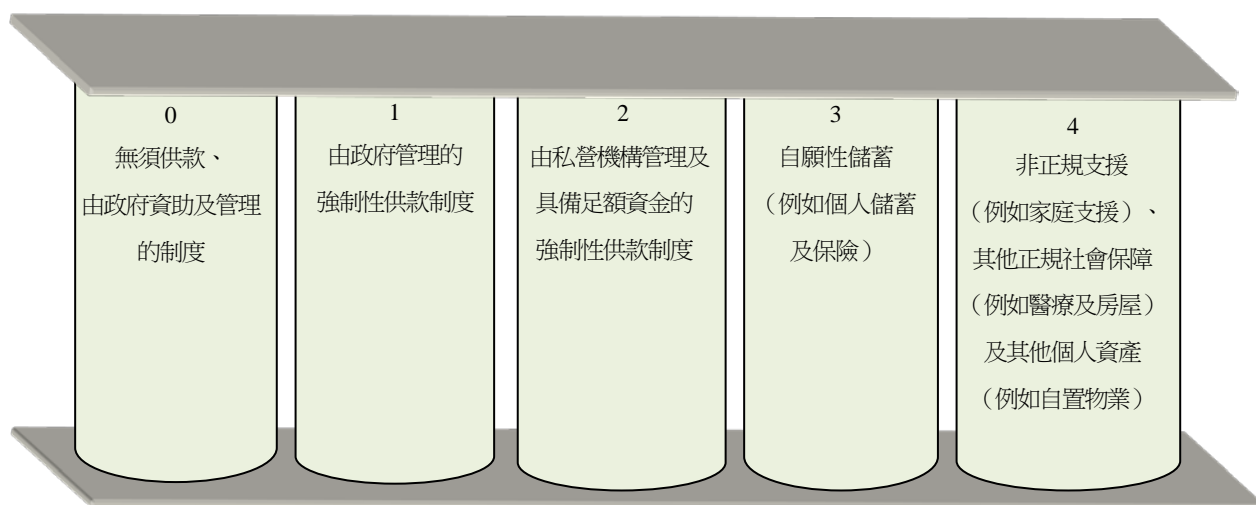 0
無須供款、
由政府資助及管理
的制度
1
由政府管理的
強制性供款制度
2
由私營機構管理及
具備足額資金的
強制性供款制度
3
自願性儲蓄
（例如個人儲蓄
及保險）
4
非正規支援
（例如家庭支援）、
其他正規社會保障
（例如醫療及房屋）
及其他個人資產
（例如自置物業）